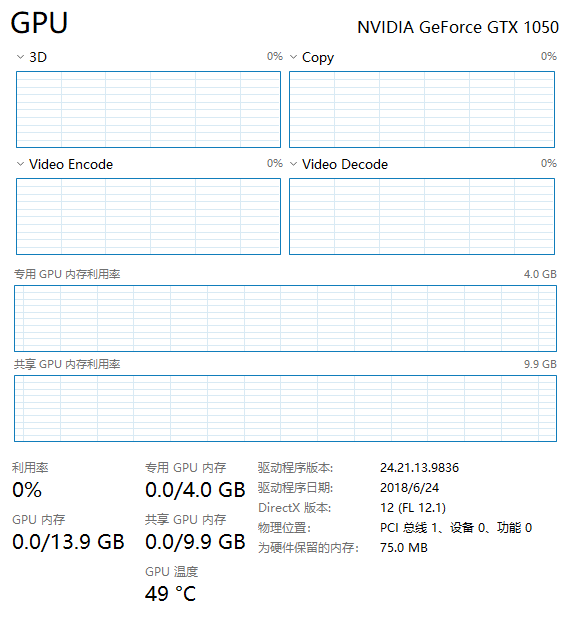 GPU NVIDIA GeForce GTX 1050
3D 0% Copy 0%
Video Encode 0% Video Decode 0%
专用 GPU 内存利用率 4.0 GB
共享 GPU 内存利用率 9.9 GB
利用率 专用 GPU 内存 驱动程序版本: 24.21.13.9836
0% 0.0/4.0 GB 驱动程序日期: 2018/6/24
GPU 内存 共享 GPU 内存 DirectX 版本: 12 (FL 12.1)
0.0/13.9 GB 0.0/9.9 GB 物理位置: PCI 总线 1、设备 0、功能 0
为硬件保留的内存: 75.0 MB
GPU 温度
49 °C